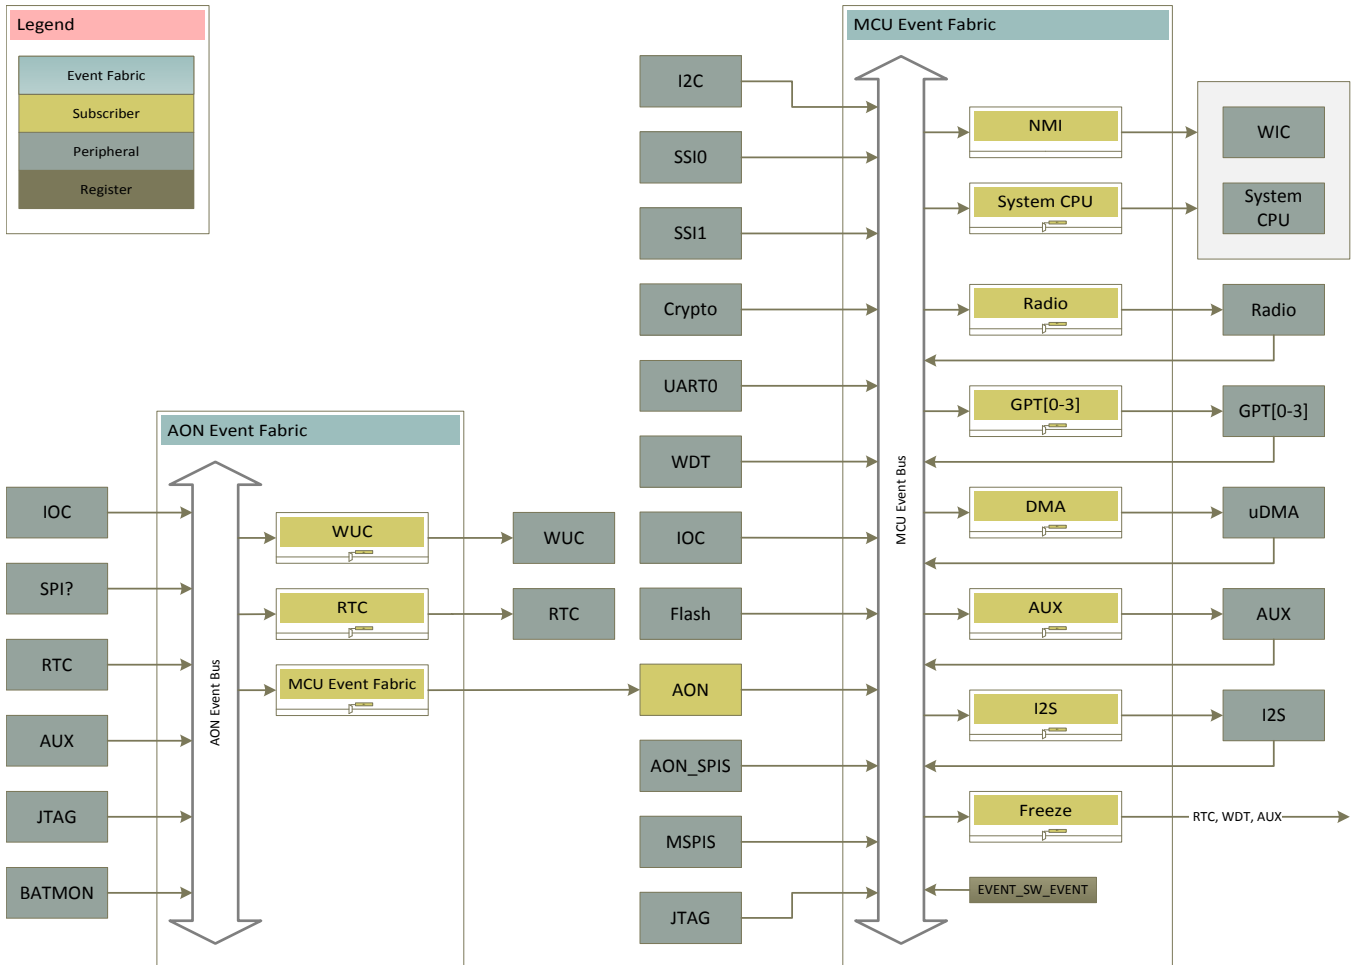 Legend
Event Fabric
Subscriber
Peripheral
Register
AON Event Fabric
IOC
SPI?
RTC
AUX
JTAG
BATMON
AON Event Bus
WUC
RTC
MCU Event Fabric
WUC
RTC
MCU Event Fabric
I2C
SSI0
SSI1
Crypto
UART0
WDT
IOC
Flash
AON
AON_SPIS
MSPIS
JTAG
MCU Event Bus
NMI
System CPU
Radio
GPT[0-3]
DMA
AUX
I2S
Freeze
EVENT_SW_EVENT
WIC
System
CPU
Radio
GPT[0-3]
uDMA
AUX
I2S
RTC, WDT, AUX